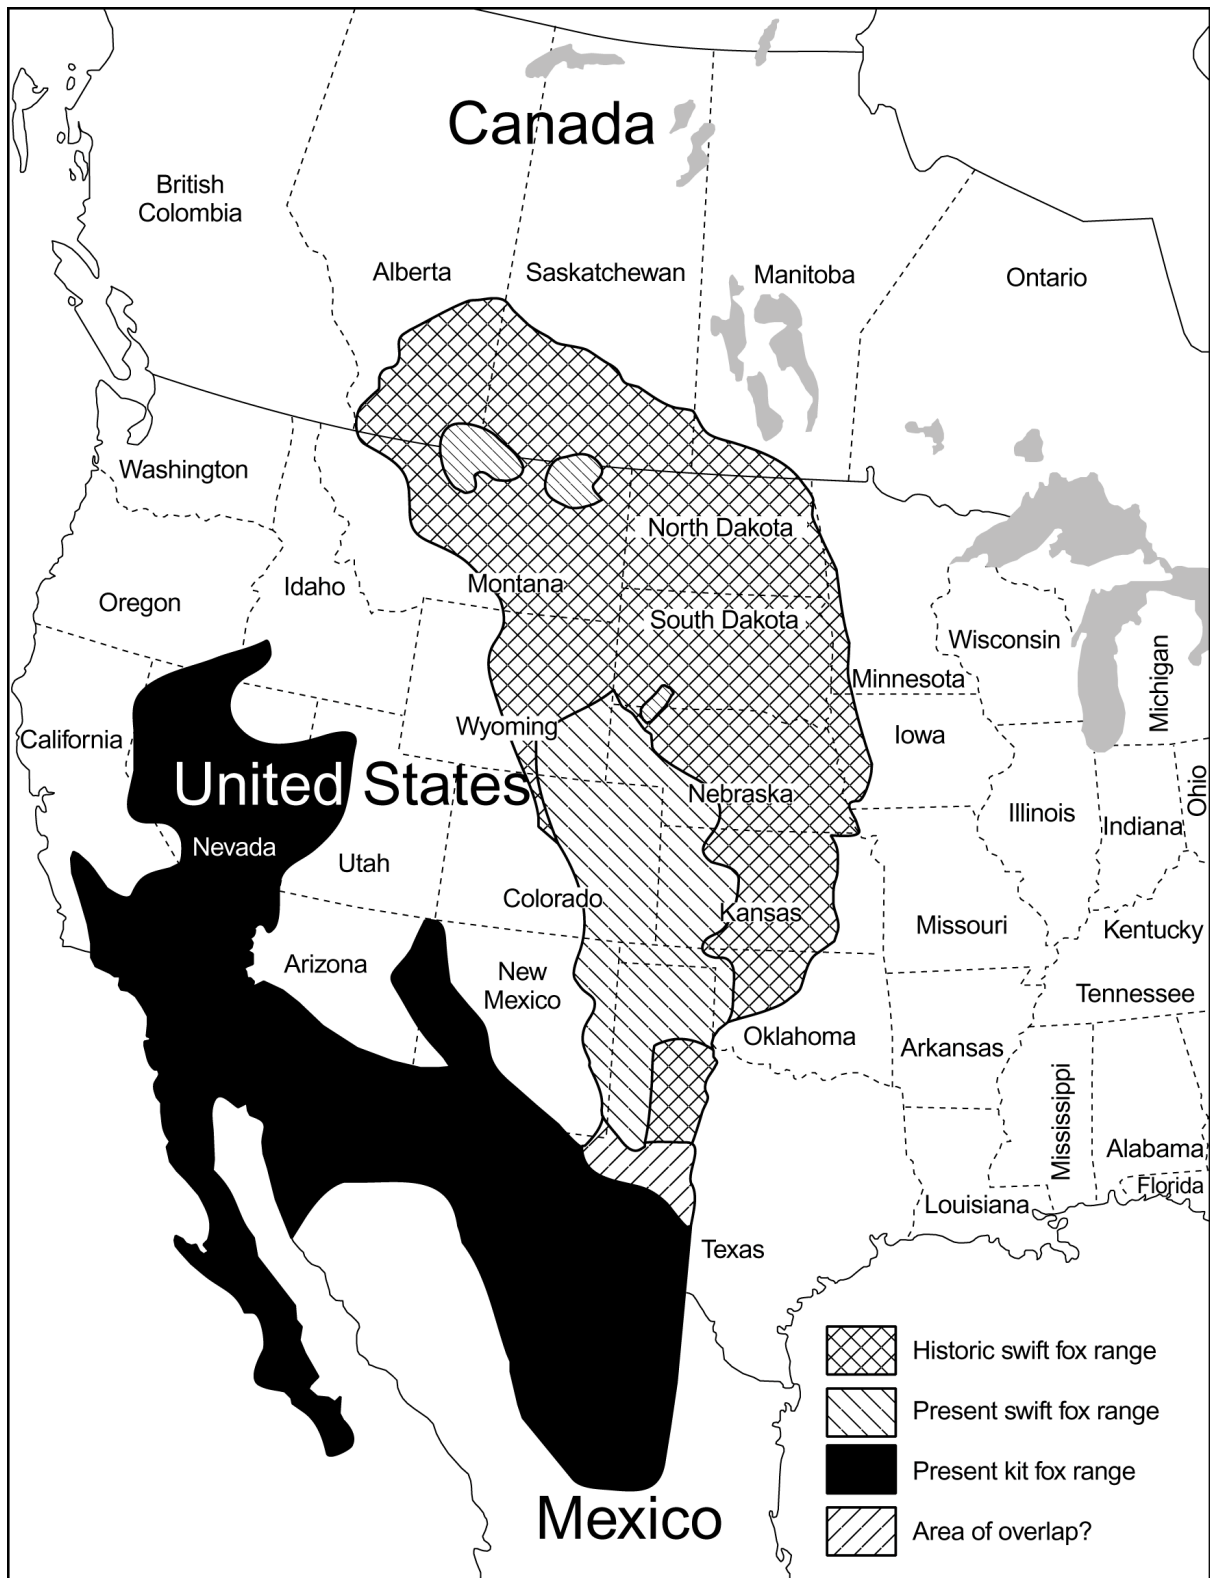 Canada
British
Colombia
Alberta
Saskatchewan
Manitoba
Ontario
Washington
North Dakota
Montana
Idaho
Oregon
South Dakota
Wisconsin
Michigan
Minnesota
Wyoming
California
Iowa
United States
Nebraska
Ohio
Illinois
Indiana
Nevada
Utah
Colorado
Kansas
Missouri
Kentucky
Arizona
New
Mexico
Tennessee
Oklahoma
Arkansas
Mississippi
Alabama
Florida
Louisiana
Texas
Historic swift fox range
Present swift fox range
Present kit fox range
Area of overlap?
Mexico